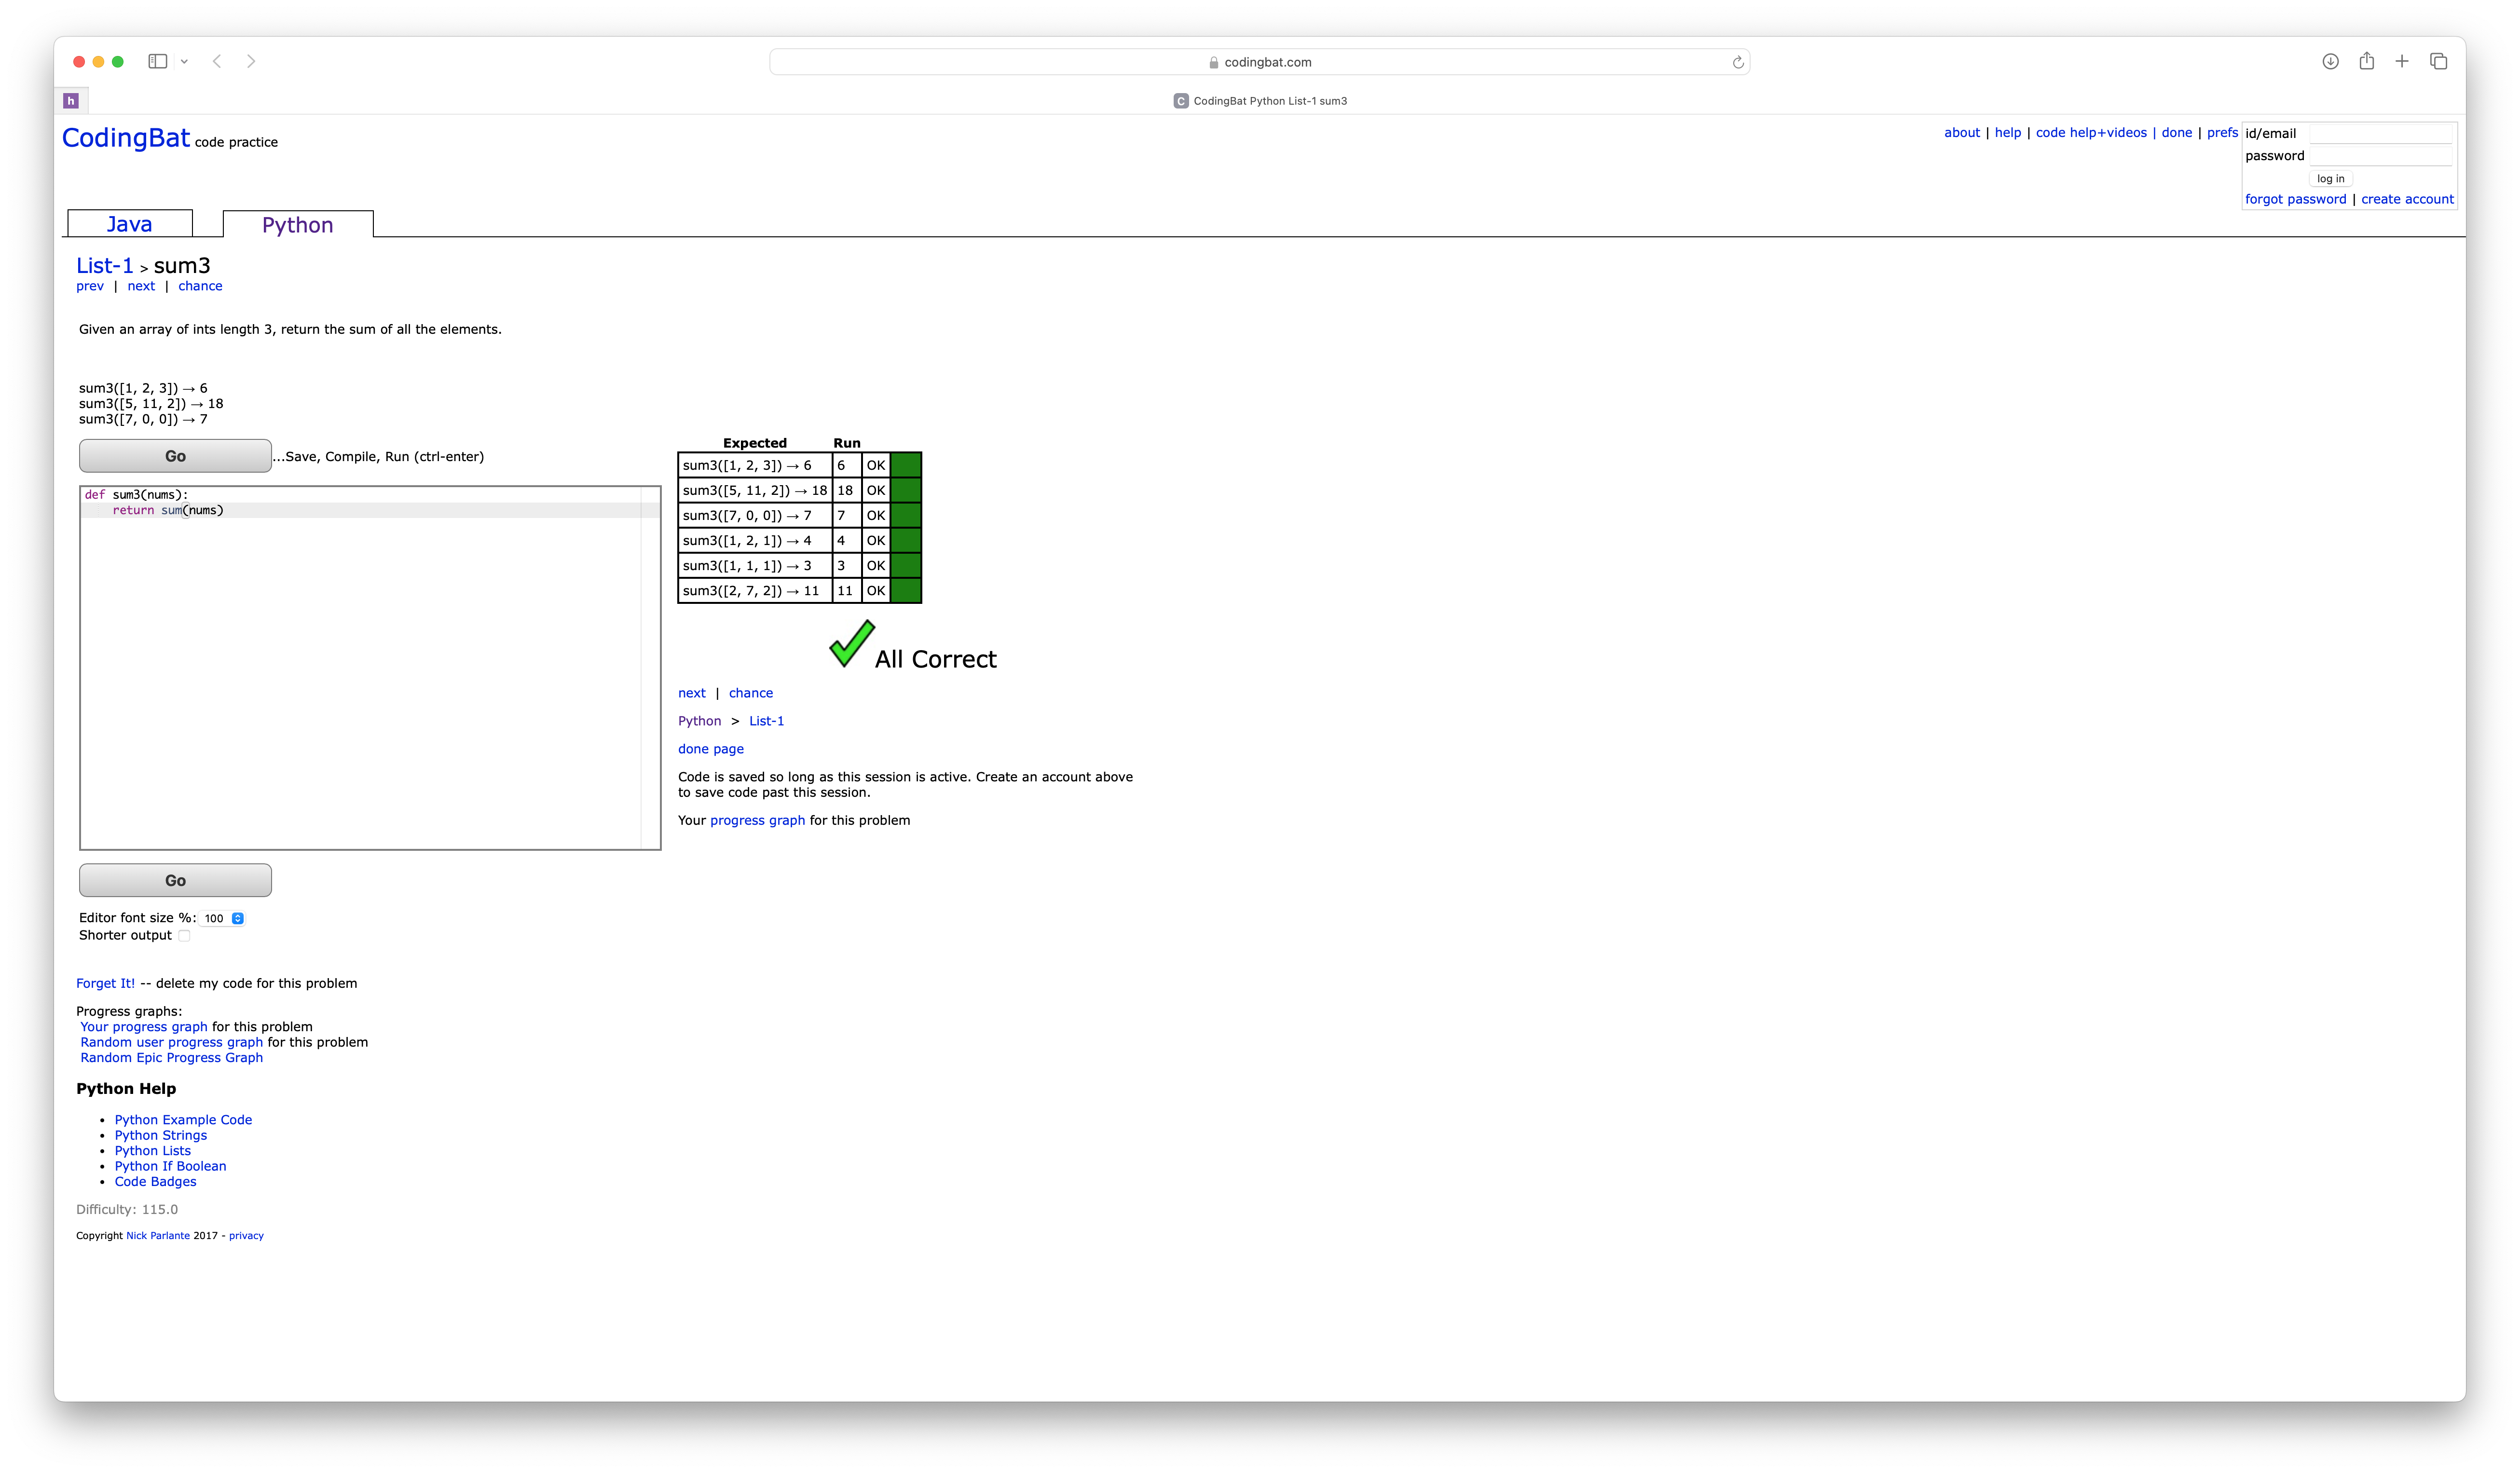 codingbat.com
h
C CodingBat Python List-1 sum3
CodingBat code practice
about | help | code help+videos | done | prefs
id/email
password
log in
forgot password | create account
Java
Python
List-1 > sum3
prev | next | chance
Given an array of ints length 3, return the sum of all the elements.
sum3([1, 2, 3]) → 6
sum3([5, 11, 2]) → 18
sum3([7, 0, 0]) → 7
Go
...Save, Compile, Run (ctrl-enter)
def sum3(nums):
    return sum(nums)
Go
Editor font size %: 100
Shorter output
Expected Run
sum3([1, 2, 3]) → 6 6 OK
sum3([5, 11, 2]) → 18 18 OK
sum3([7, 0, 0]) → 7 7 OK
sum3([1, 2, 1]) → 4 4 OK
sum3([1, 1, 1]) → 3 3 OK
sum3([2, 7, 2]) → 11 11 OK
All Correct
next | chance
Python > List-1
done page
Code is saved so long as this session is active. Create an account above
to save code past this session.
Your progress graph for this problem
Forget It! -- delete my code for this problem
Progress graphs:
Your progress graph for this problem
Random user progress graph for this problem
Random Epic Progress Graph
Python Help
• Python Example Code
• Python Strings
• Python Lists
• Python If Boolean
• Code Badges
Difficulty: 115.0
Copyright Nick Parlante 2017 - privacy